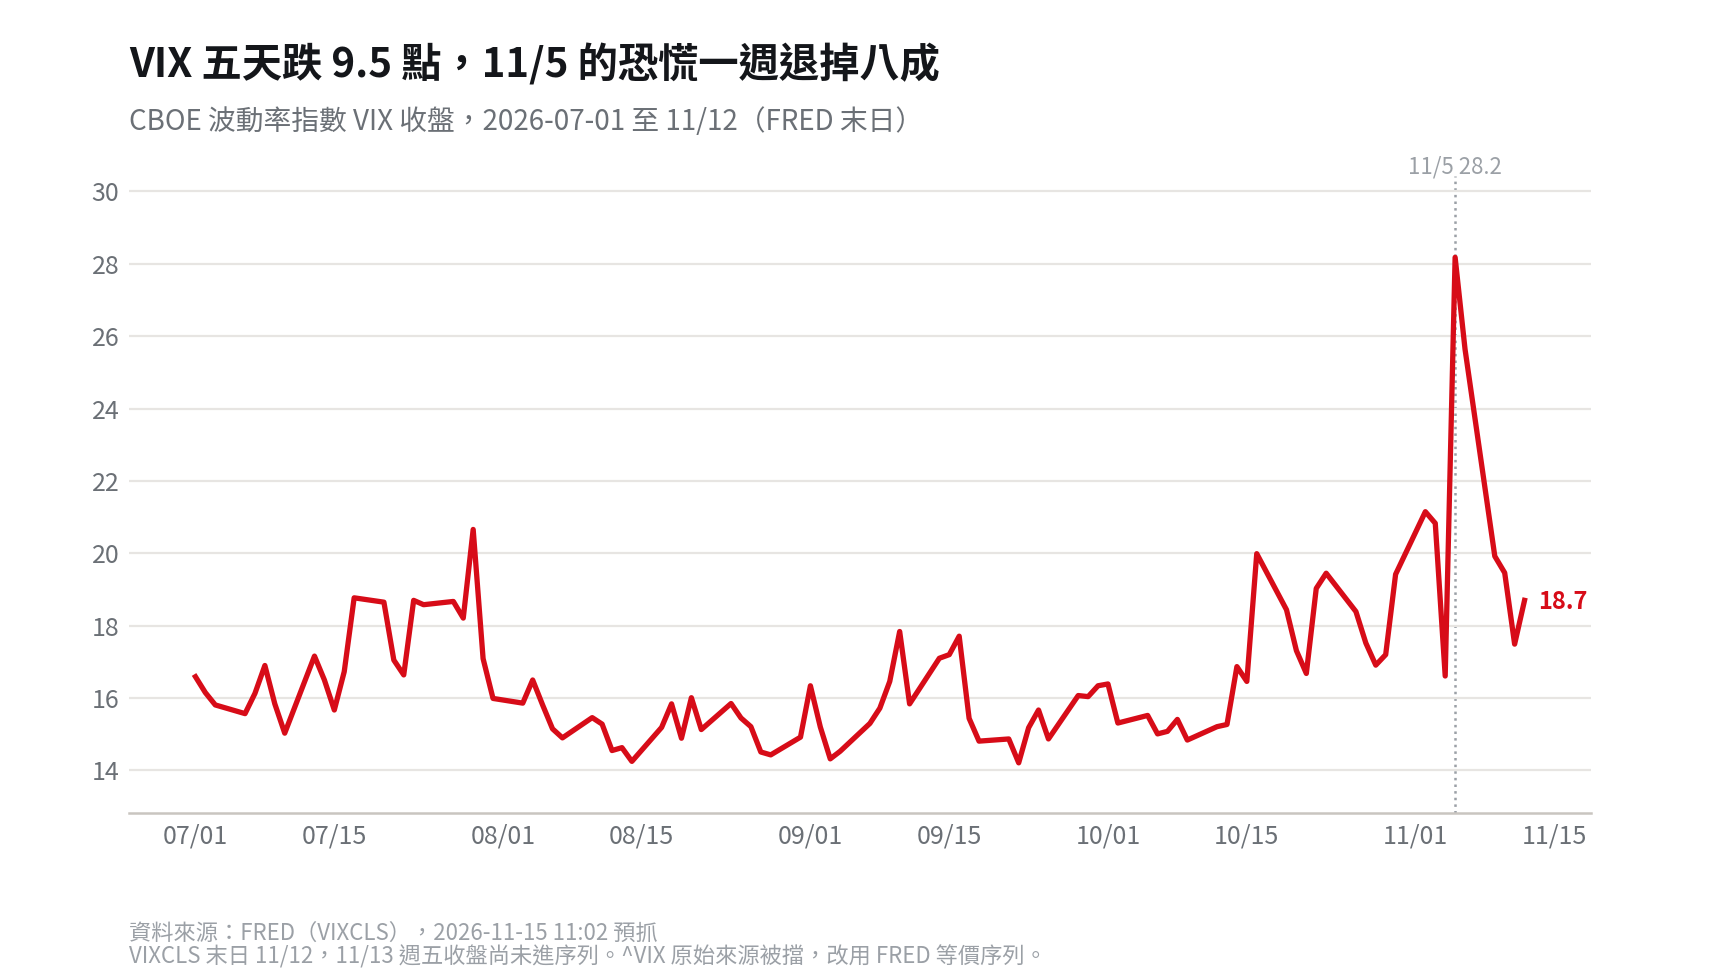 VIX 五天跌 9.5 點，11/5 的恐慌一週退掉八成
CBOE 波動率指數 VIX 收盤，2026-07-01 至 11/12（FRED 末日）
11/5 28.2
30
28
26
24
22
20
18
16
14
18.7
07/01 07/15 08/01 08/15 09/01 09/15 10/01 10/15 11/01 11/15
資料來源：FRED（VIXCLS），2026-11-15 11:02 預抓
VIXCLS 末日 11/12，11/13 週五收盤尚未進序列。^VIX 原始來源被擋，改用 FRED 等價序列。